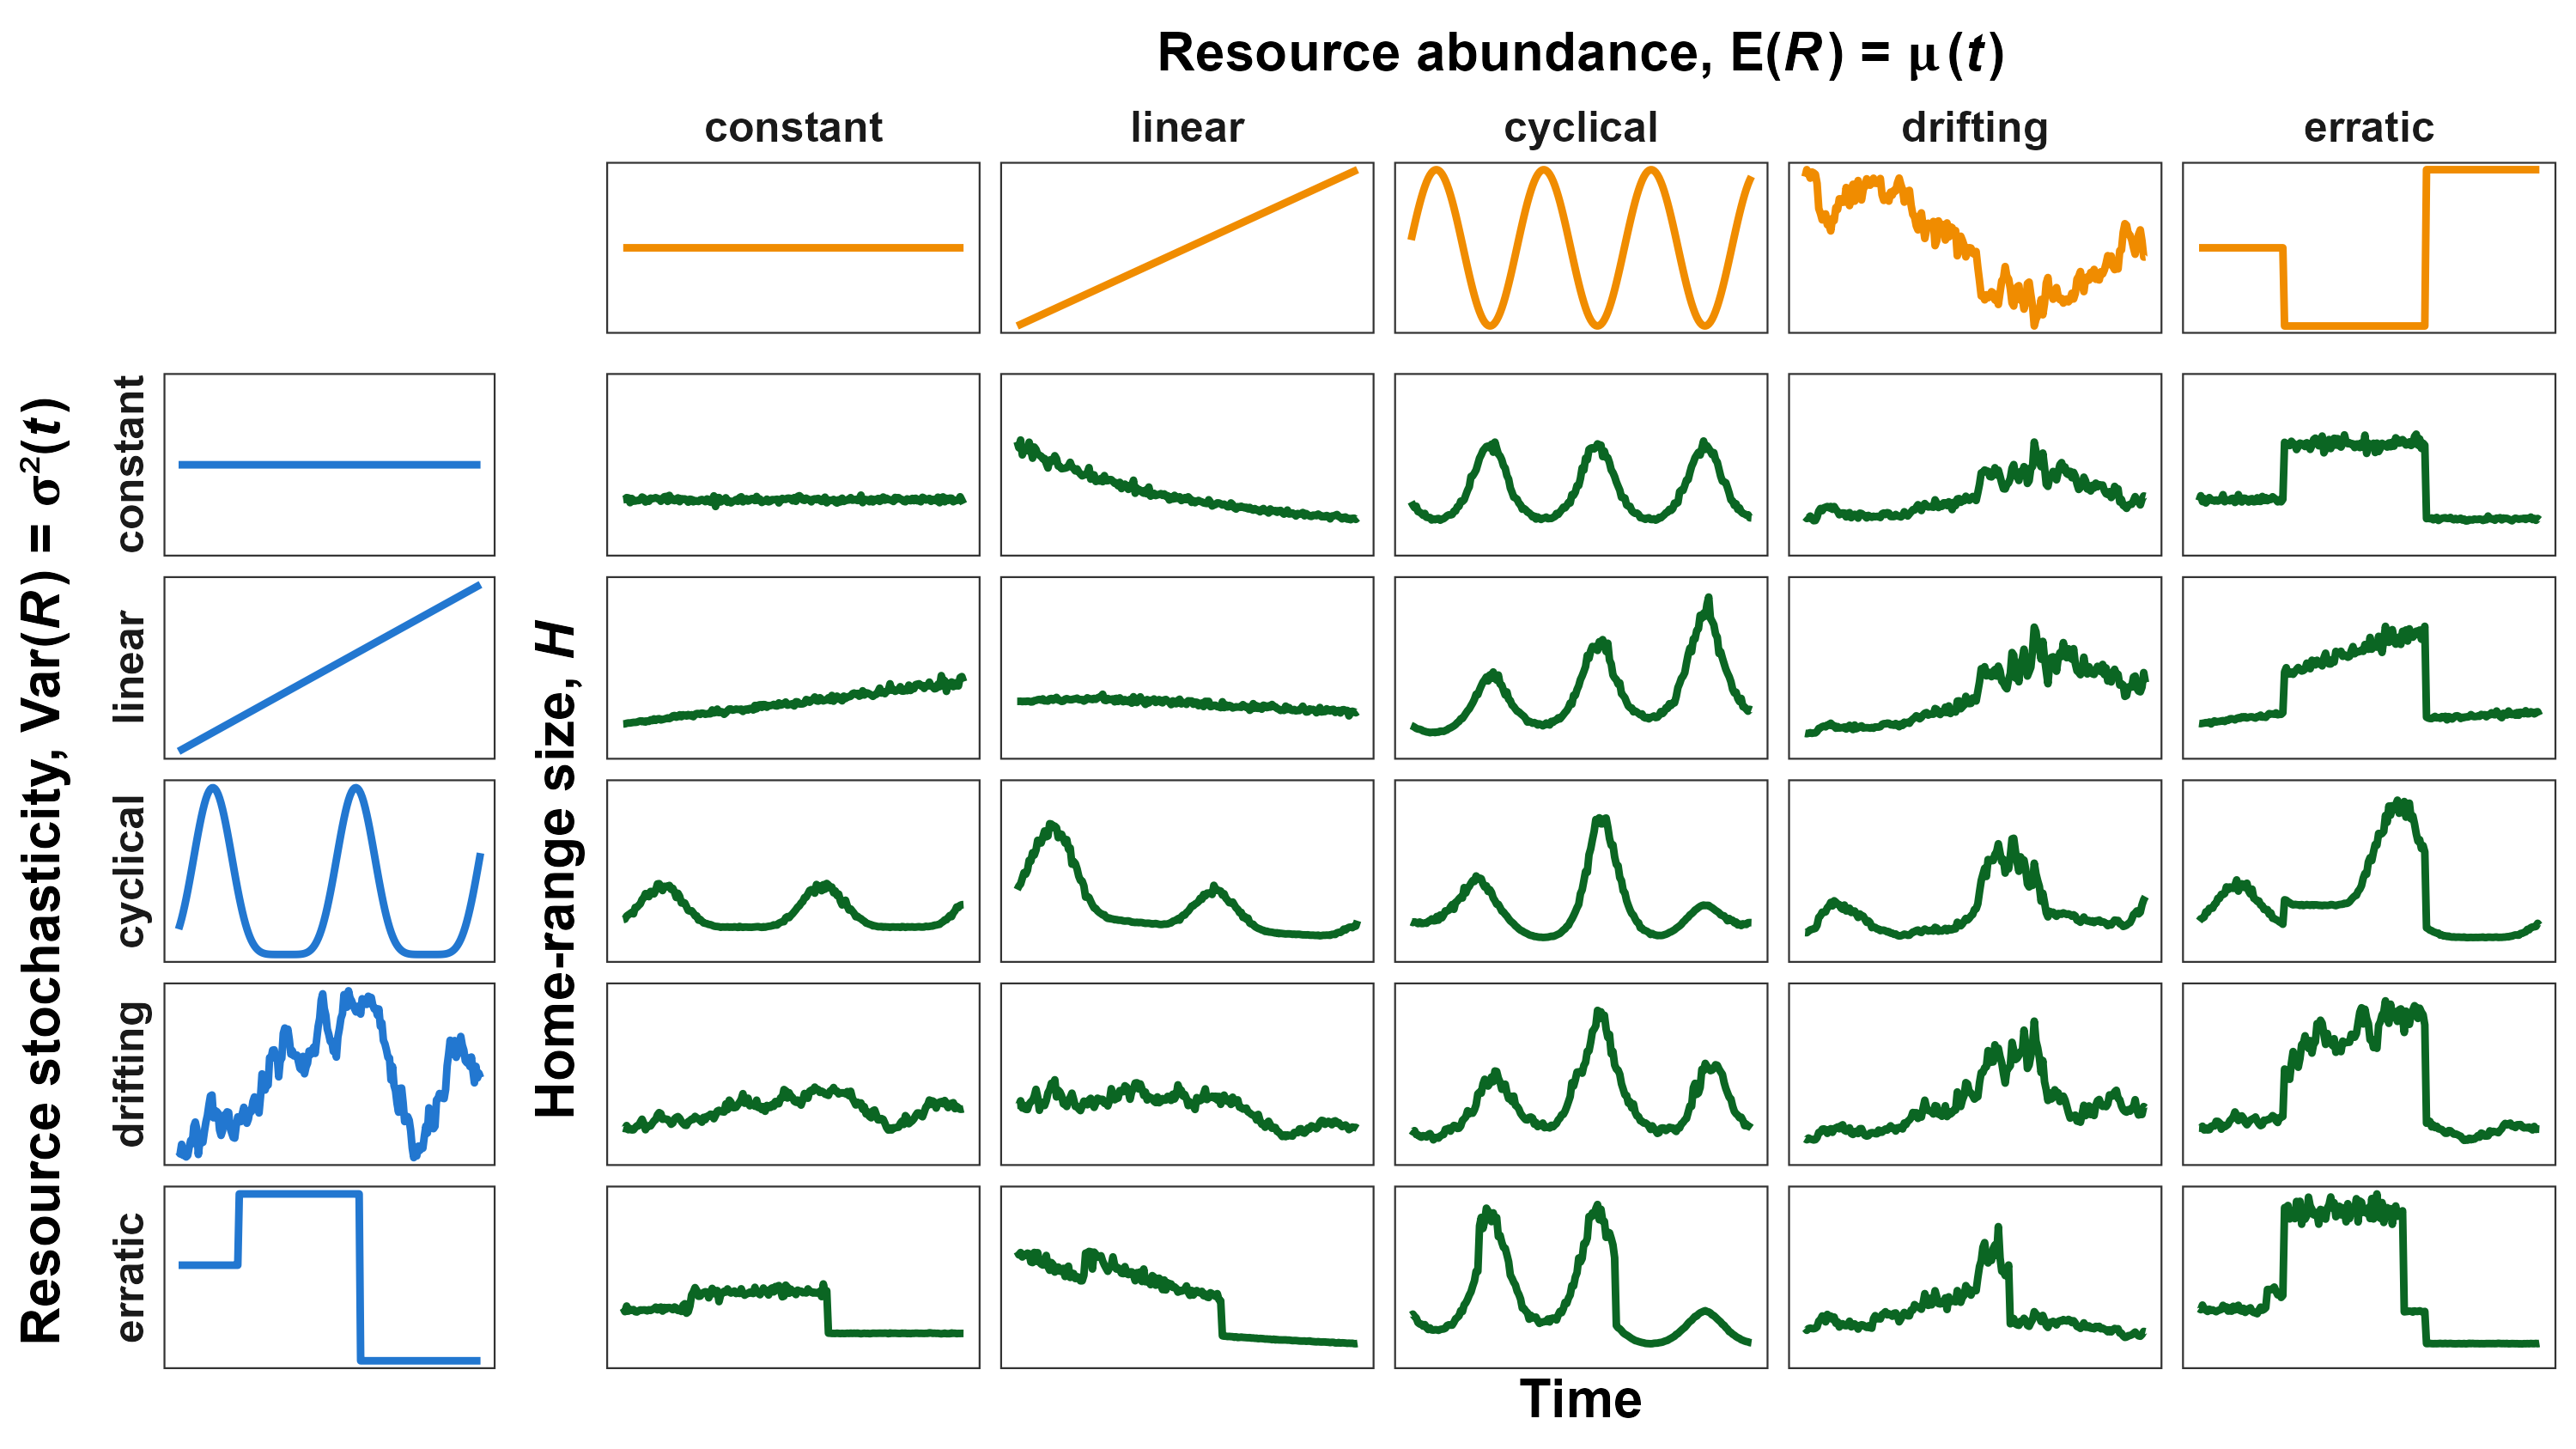 Resource abundance, E(R) = μ(t)
constant linear cyclical drifting erratic
Resource stochasticity, Var(R) = σ²(t)
constant
linear
cyclical
drifting
erratic
Home-range size, H
Time